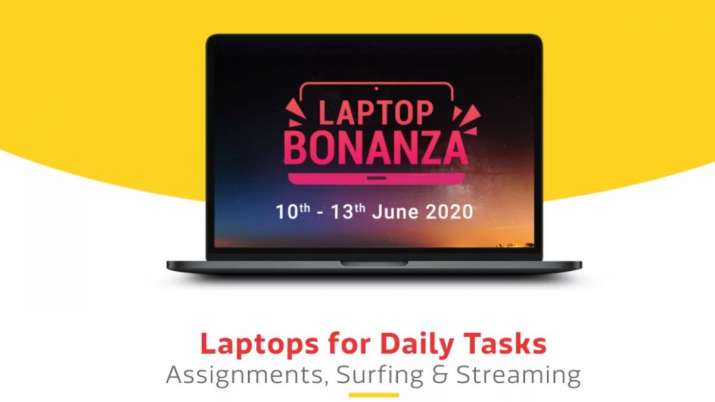 LAPTOP
BONANZA
10th - 13th June 2020
Laptops for Daily Tasks
Assignments, Surfing & Streaming